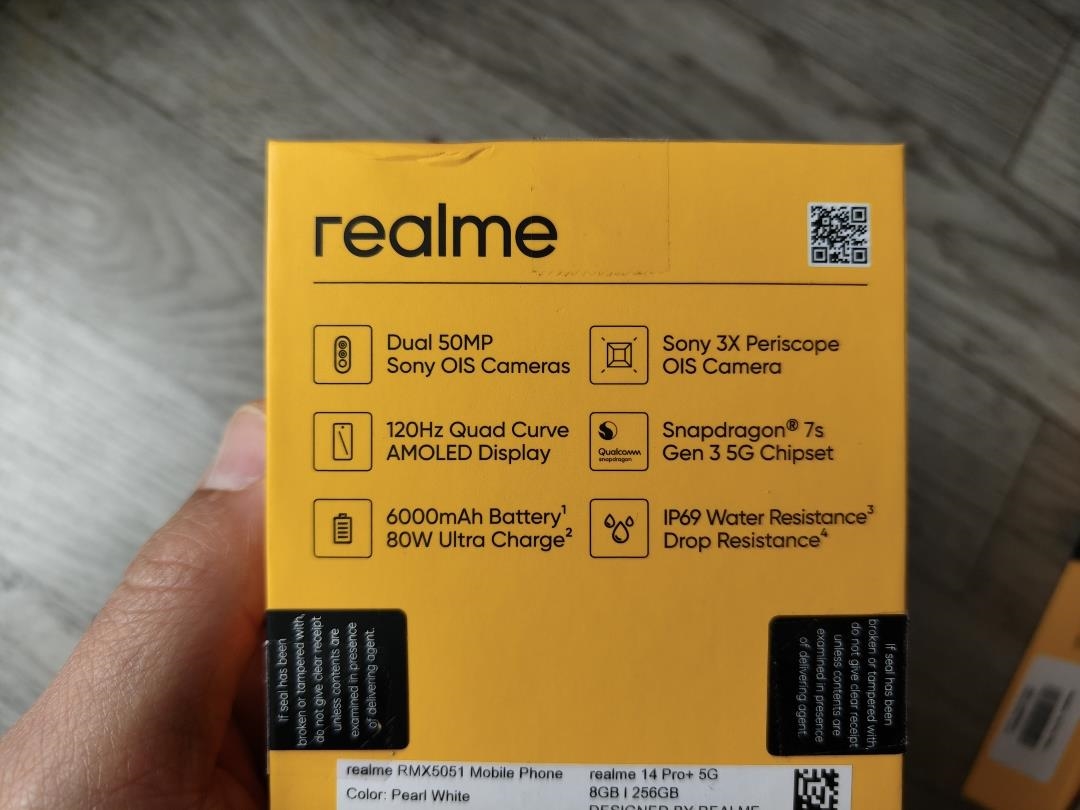 realme
Dual 50MP
Sony OIS Cameras
Sony 3X Periscope
OIS Camera
120Hz Quad Curve
AMOLED Display
Qualcomm
snapdragon
Snapdragon® 7s
Gen 3 5G Chipset
6000mAh Battery¹
80W Ultra Charge²
IP69 Water Resistance³
Drop Resistance⁴
If seal has been
broken or tampered with,
do not give clear receipt
unless contents are
examined in presence
of delivering agent.
If seal has been
broken or tampered with,
do not give clear receipt
unless contents are
examined in presence
of delivering agent.
realme RMX5051 Mobile Phone
Color: Pearl White
realme 14 Pro+ 5G
8GB | 256GB
DESIGNED BY REALME